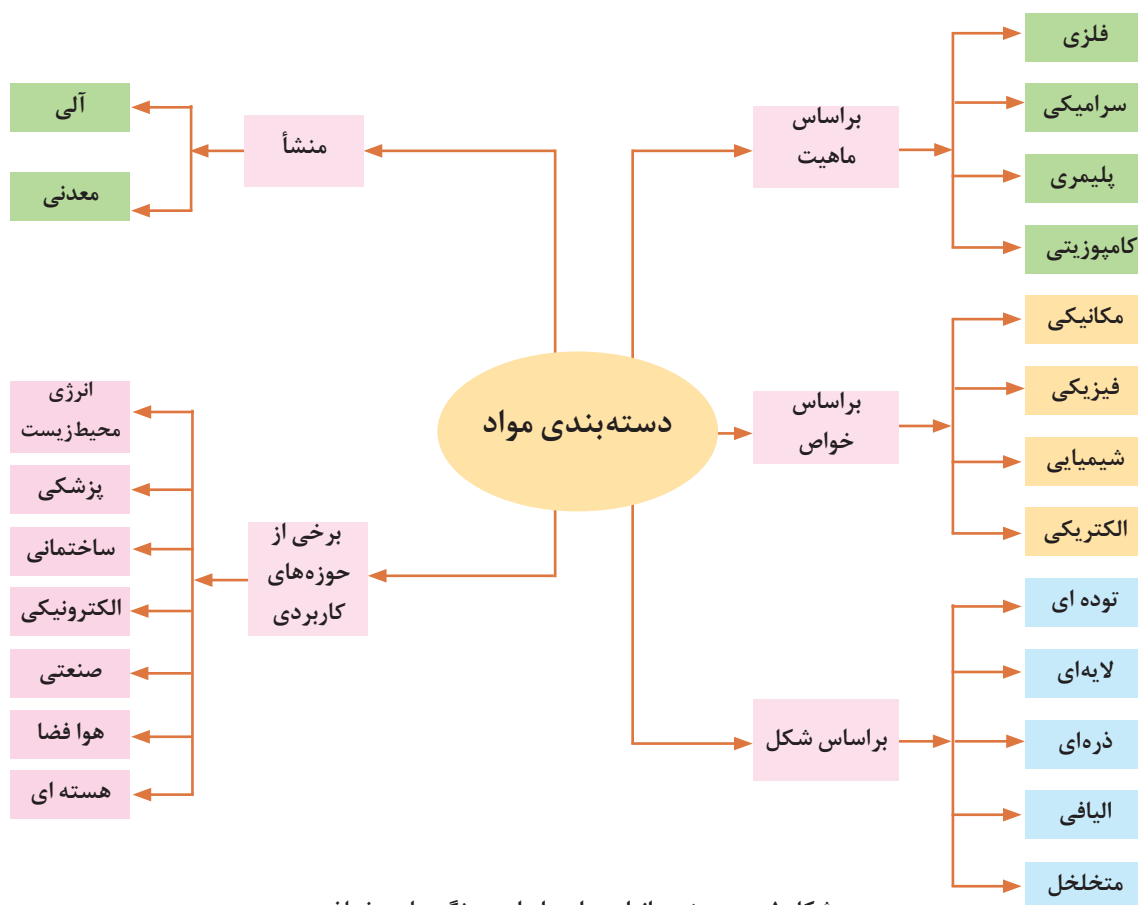 دسته‌بندی مواد
براساس
ماهیت
فلزی
سرامیکی
پلیمری
کامپوزیتی
براساس
خواص
مکانیکی
فیزیکی
شیمیایی
الکتریکی
براساس شکل
توده ای
لایه‌ای
ذره‌ای
الیافی
متخلخل
منشأ
آلی
معدنی
برخی از
حوزه‌های
کاربردی
انرژی
محیط‌زیست
پزشکی
ساختمانی
الکترونیکی
صنعتی
هوا فضا
هسته ای